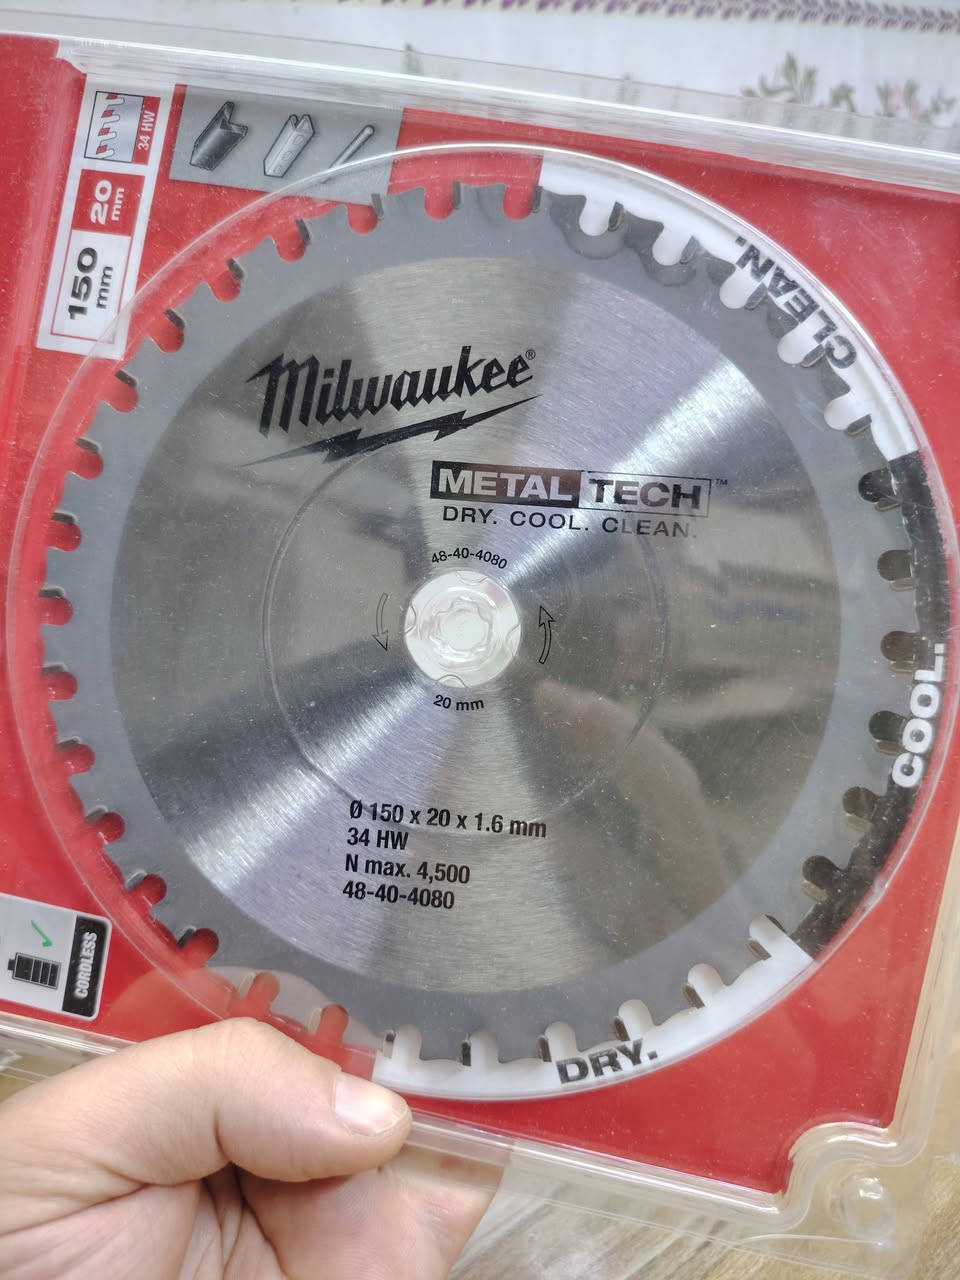 34 HW
20
mm
150
mm
CLEAN.
Milwaukee®
METAL TECH™
DRY. COOL. CLEAN.
48-40-4080
20 mm
COOL.
Ø 150 x 20 x 1.6 mm
34 HW
N max. 4,500
48-40-4080
CORDLESS
DRY.